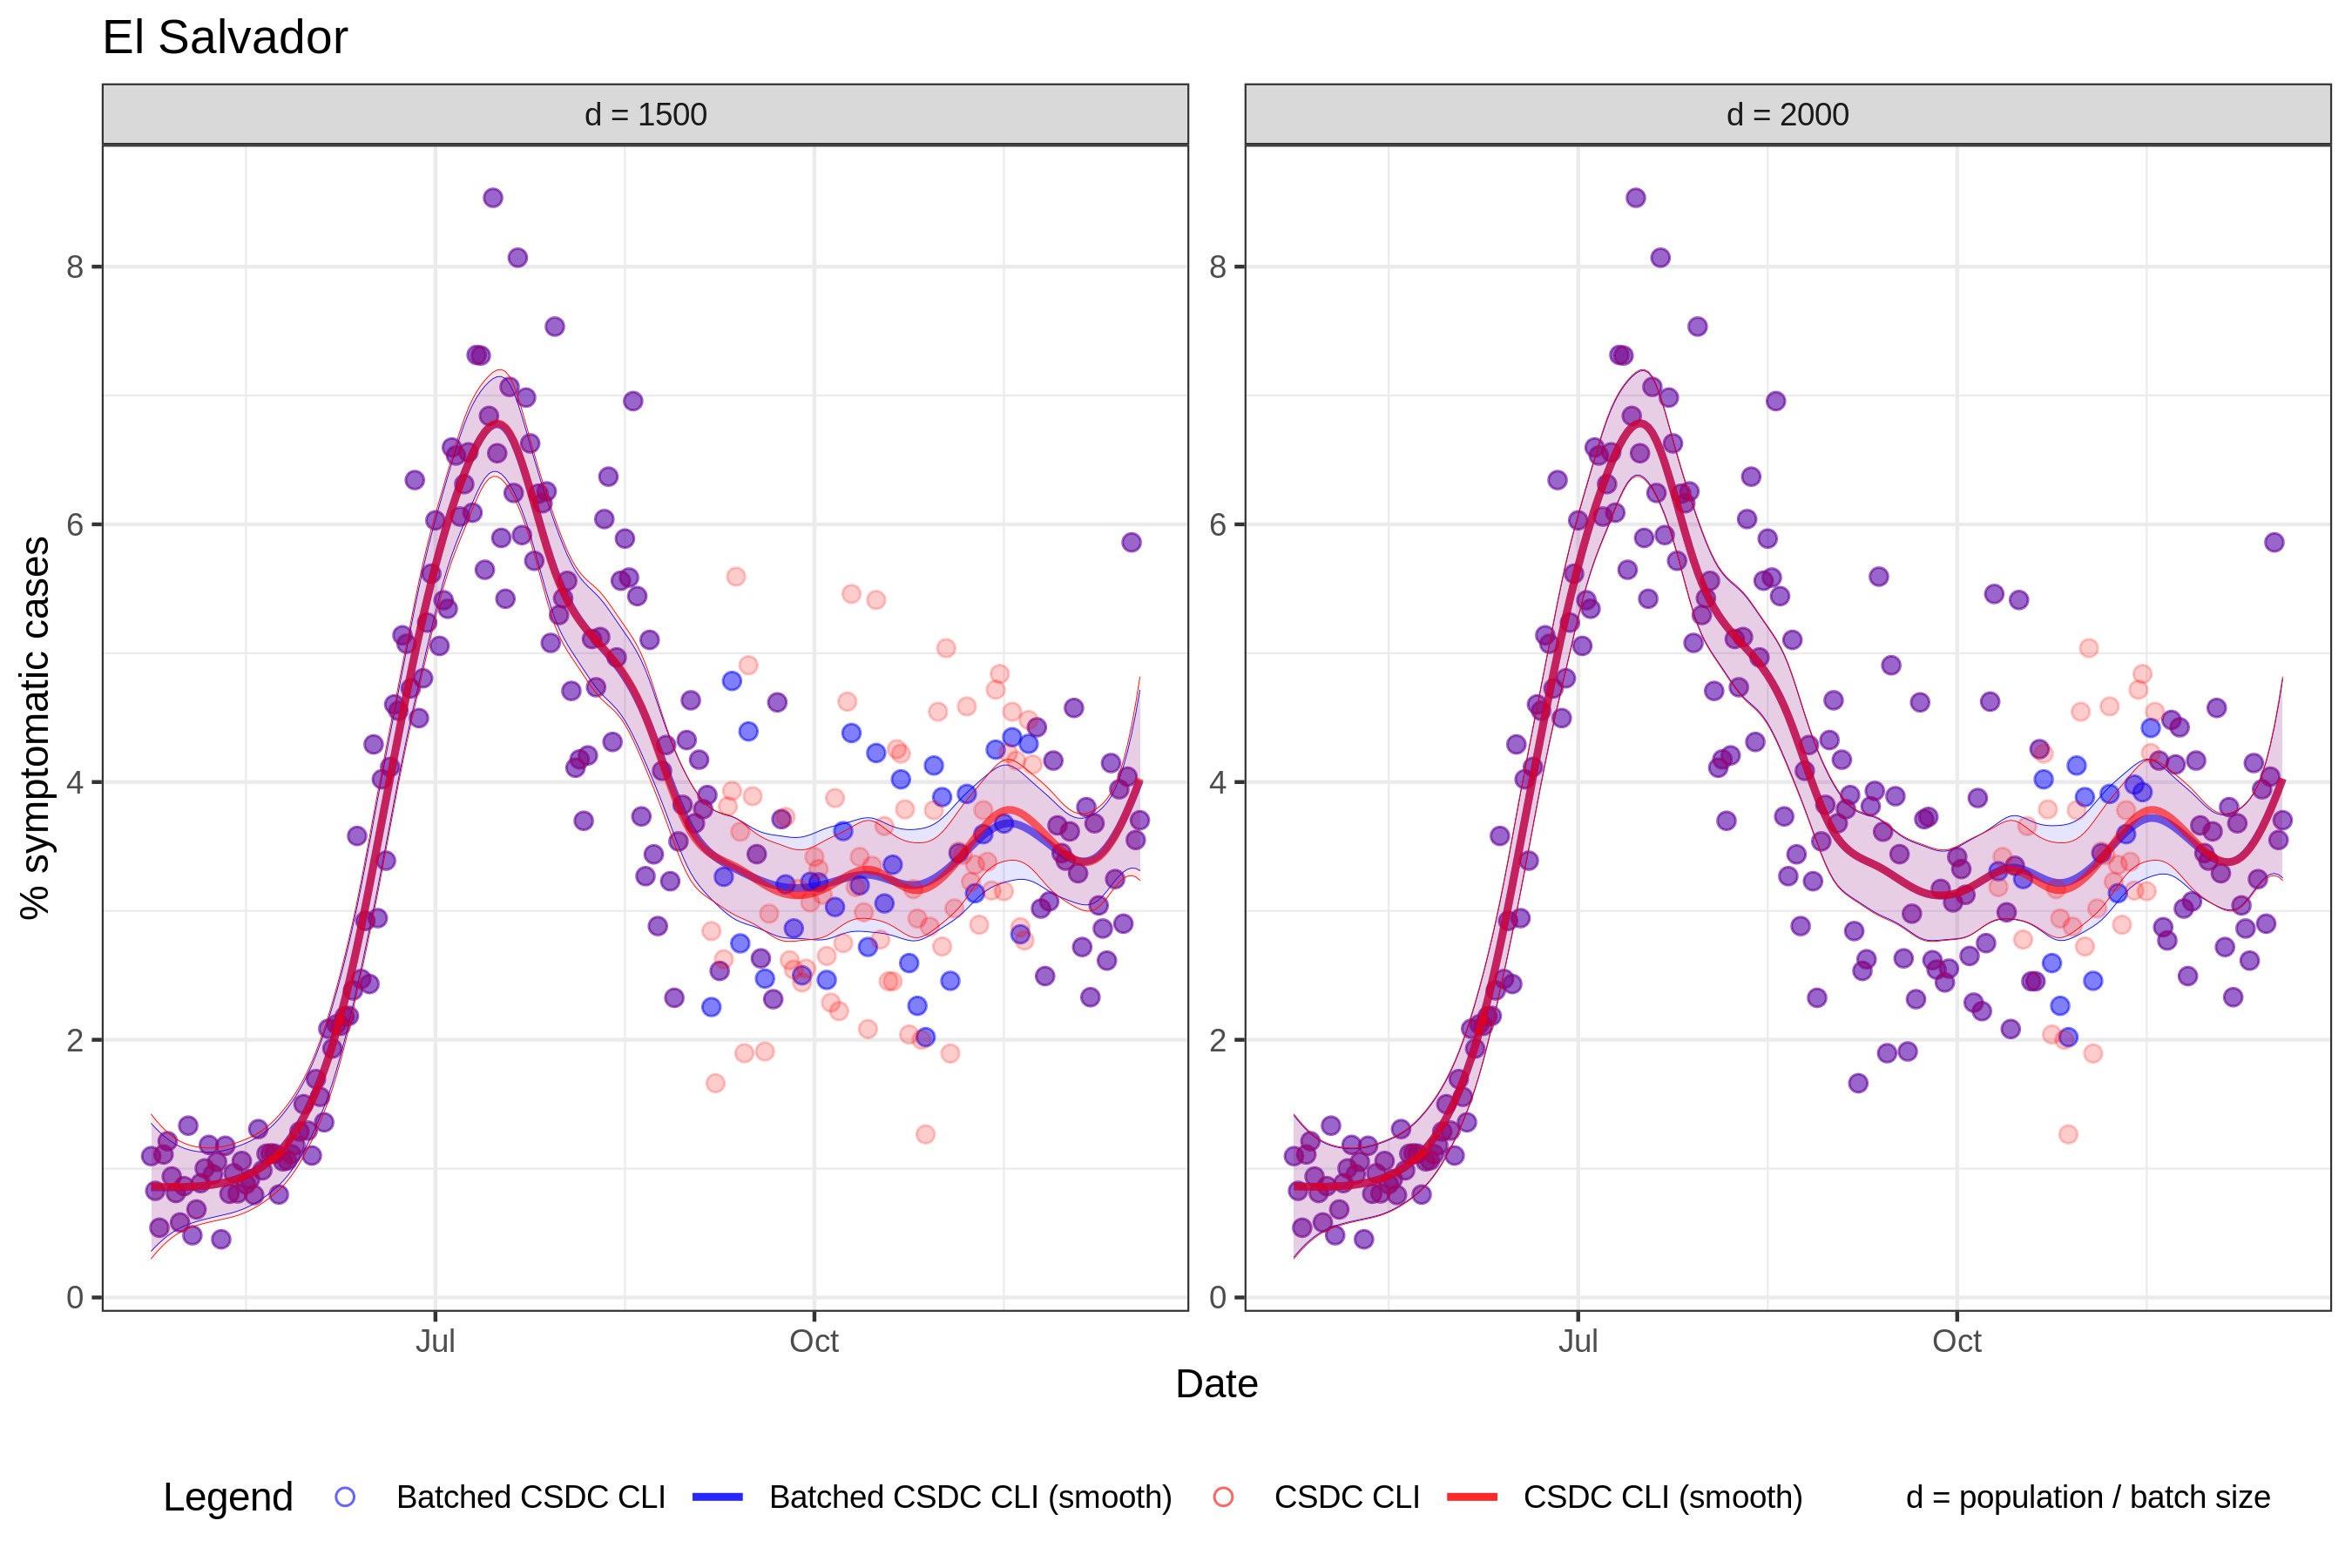 El Salvador
d = 1500
d = 2000
% symptomatic cases
8
6
4
2
0
8
6
4
2
0
Jul
Oct
Jul
Oct
Date
Legend
Batched CSDC CLI
Batched CSDC CLI (smooth)
CSDC CLI
CSDC CLI (smooth)
d = population / batch size